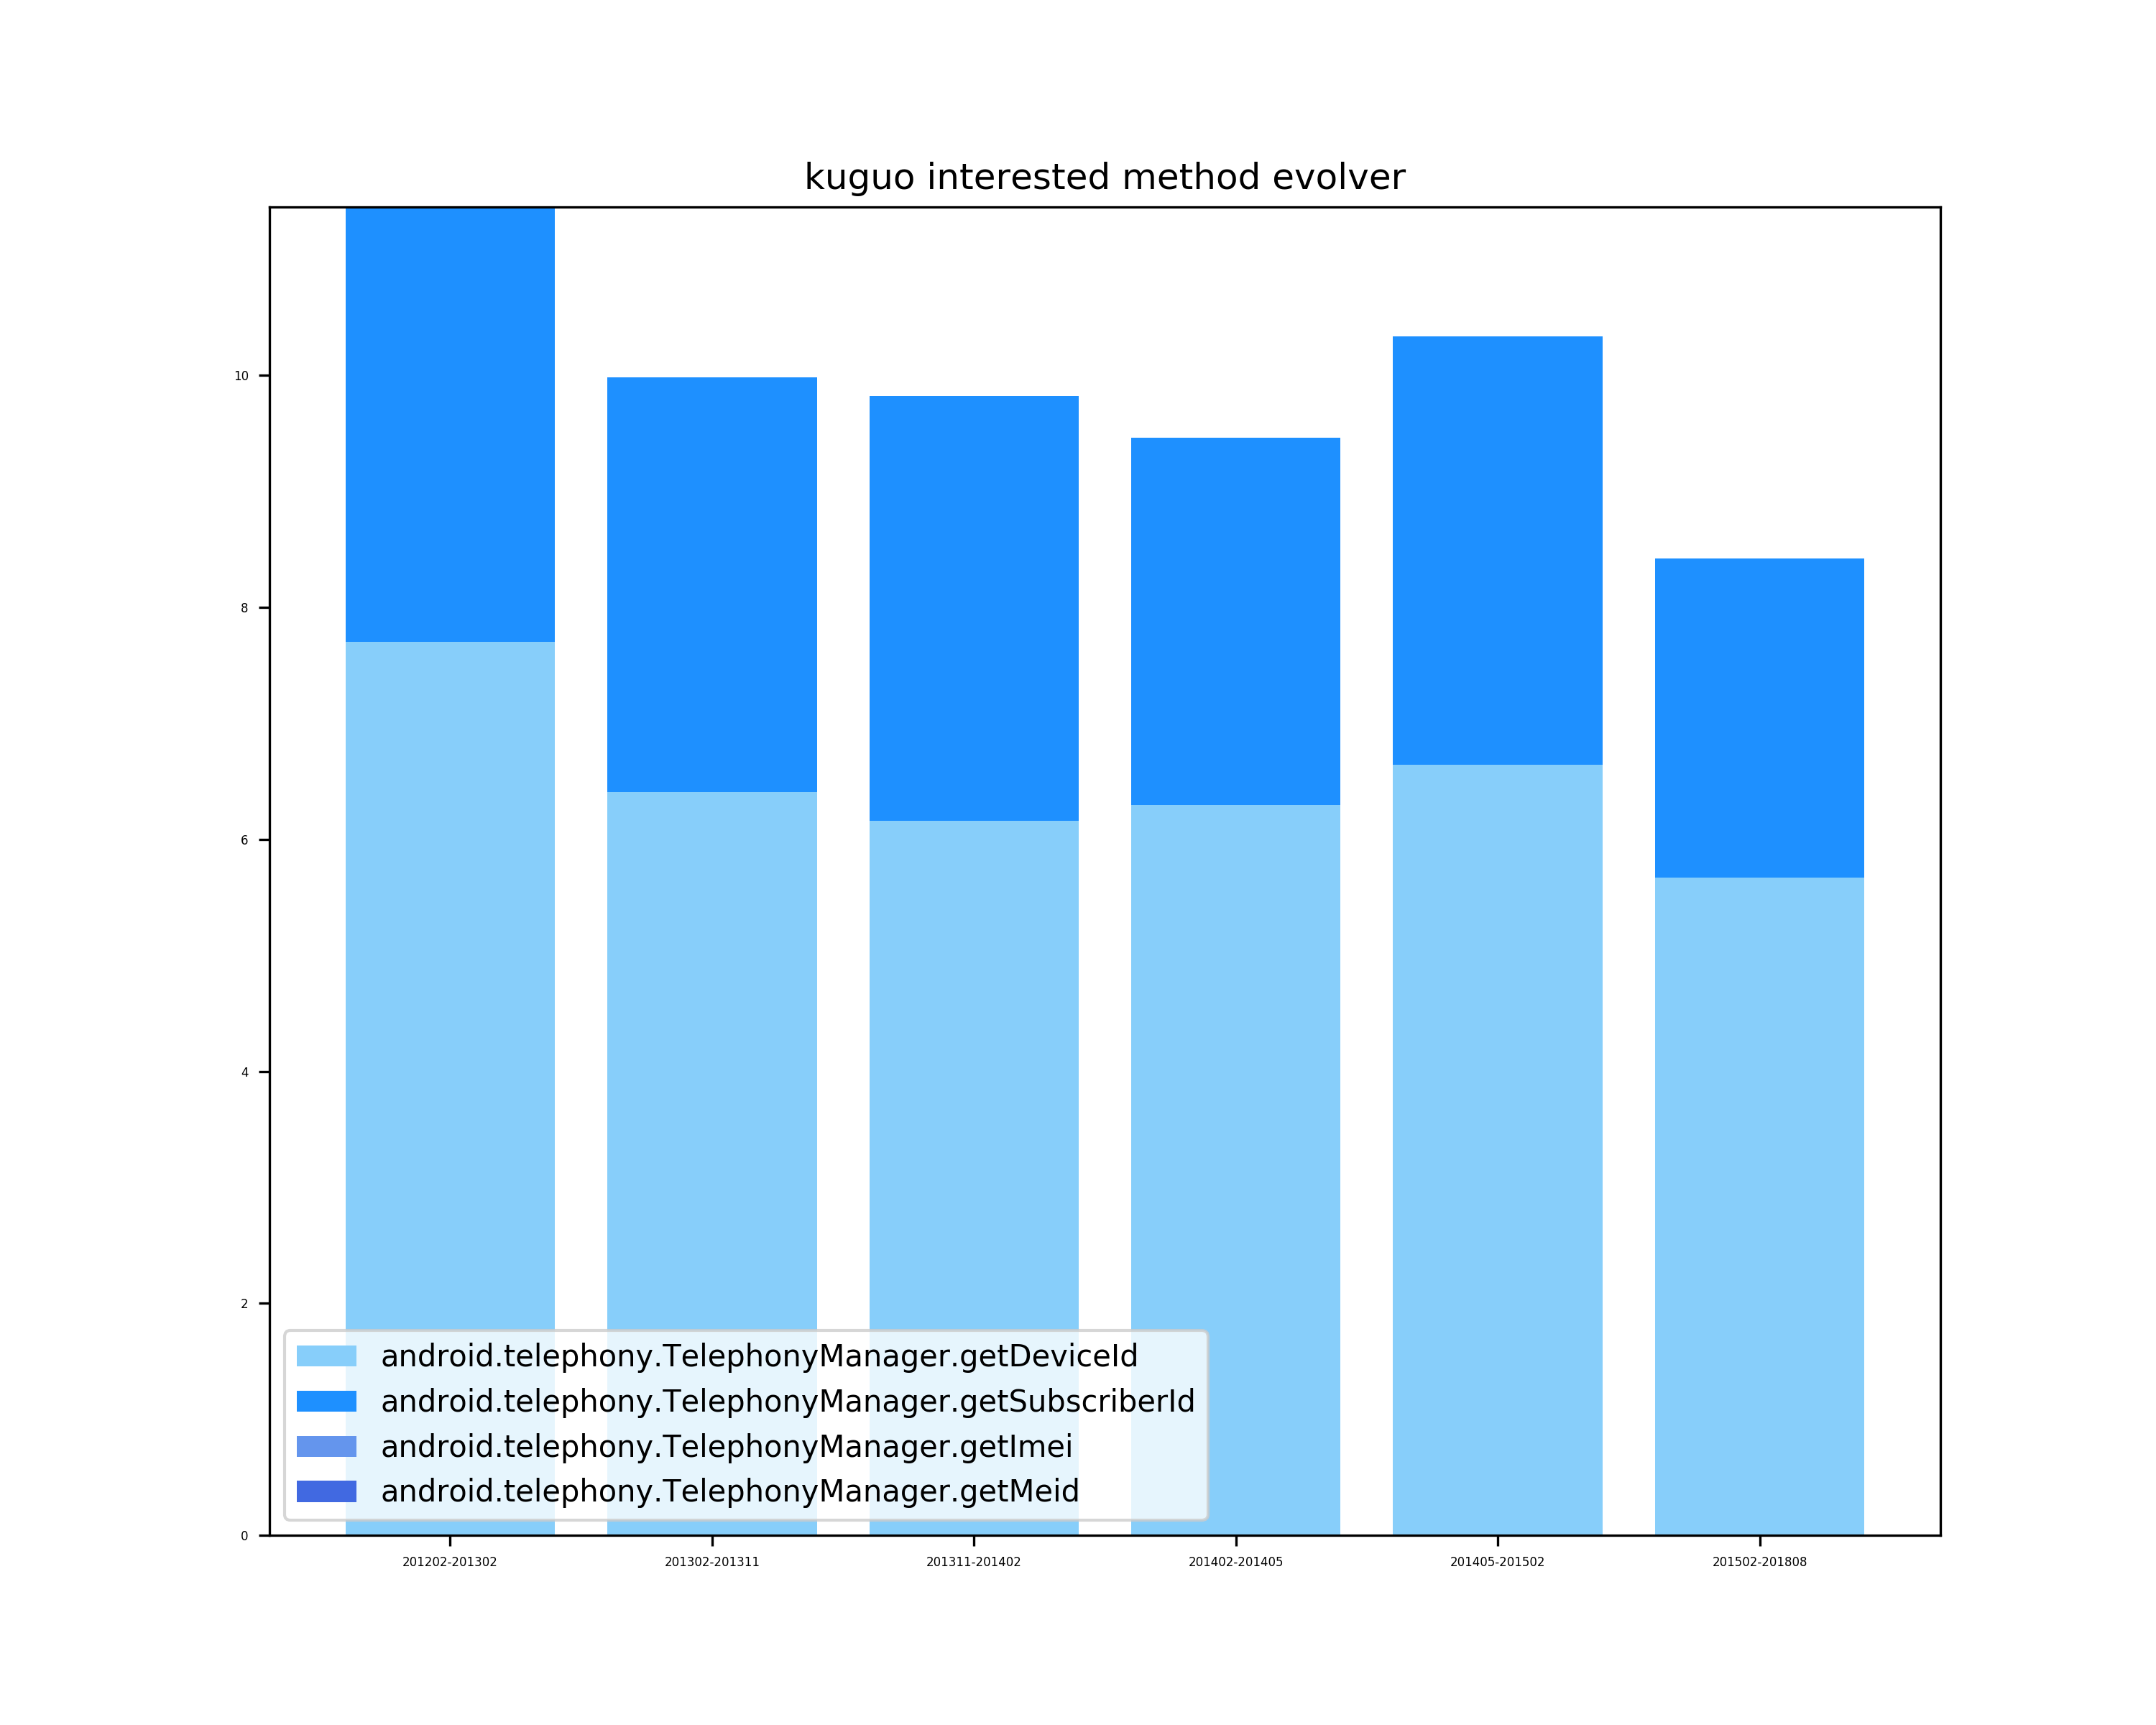 kuguo interested method evolver
10
8
6
4
2
0
android.telephony.TelephonyManager.getDeviceId
android.telephony.TelephonyManager.getSubscriberId
android.telephony.TelephonyManager.getImei
android.telephony.TelephonyManager.getMeid
201202-201302 201302-201311 201311-201402 201402-201405 201405-201502 201502-201808